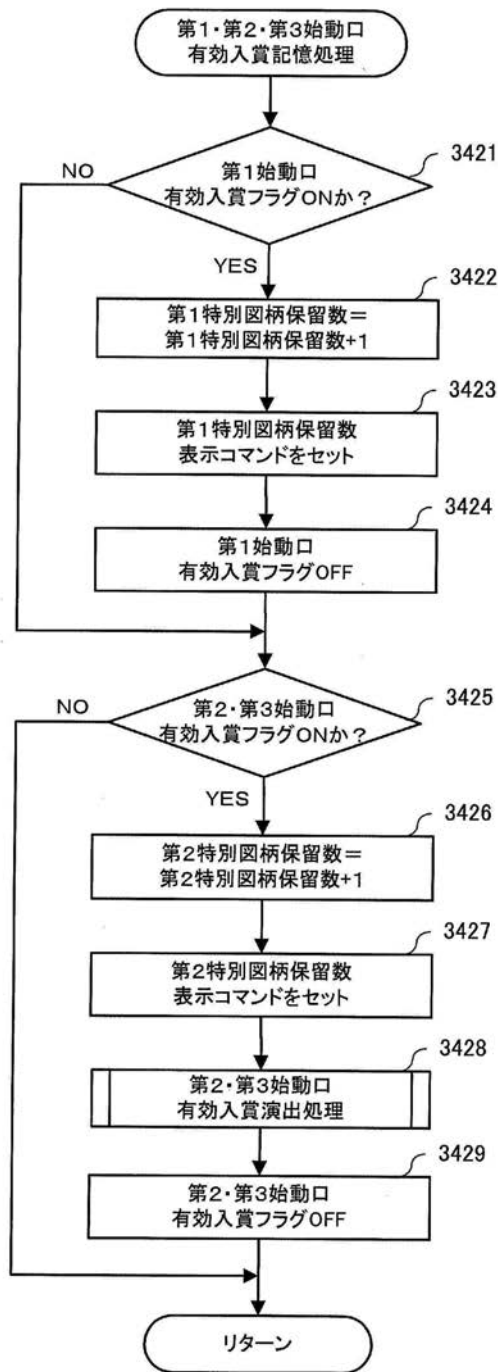 第1・第2・第3始動口
有効入賞記憶処理
3421
第1始動口
有効入賞フラグONか？
NO
YES
3422
第1特別図柄保留数＝
第1特別図柄保留数+1
3423
第1特別図柄保留数
表示コマンドをセット
3424
第1始動口
有効入賞フラグOFF
3425
第2・第3始動口
有効入賞フラグONか？
NO
YES
3426
第2特別図柄保留数＝
第2特別図柄保留数+1
3427
第2特別図柄保留数
表示コマンドをセット
3428
第2・第3始動口
有効入賞演出処理
3429
第2・第3始動口
有効入賞フラグOFF
リターン